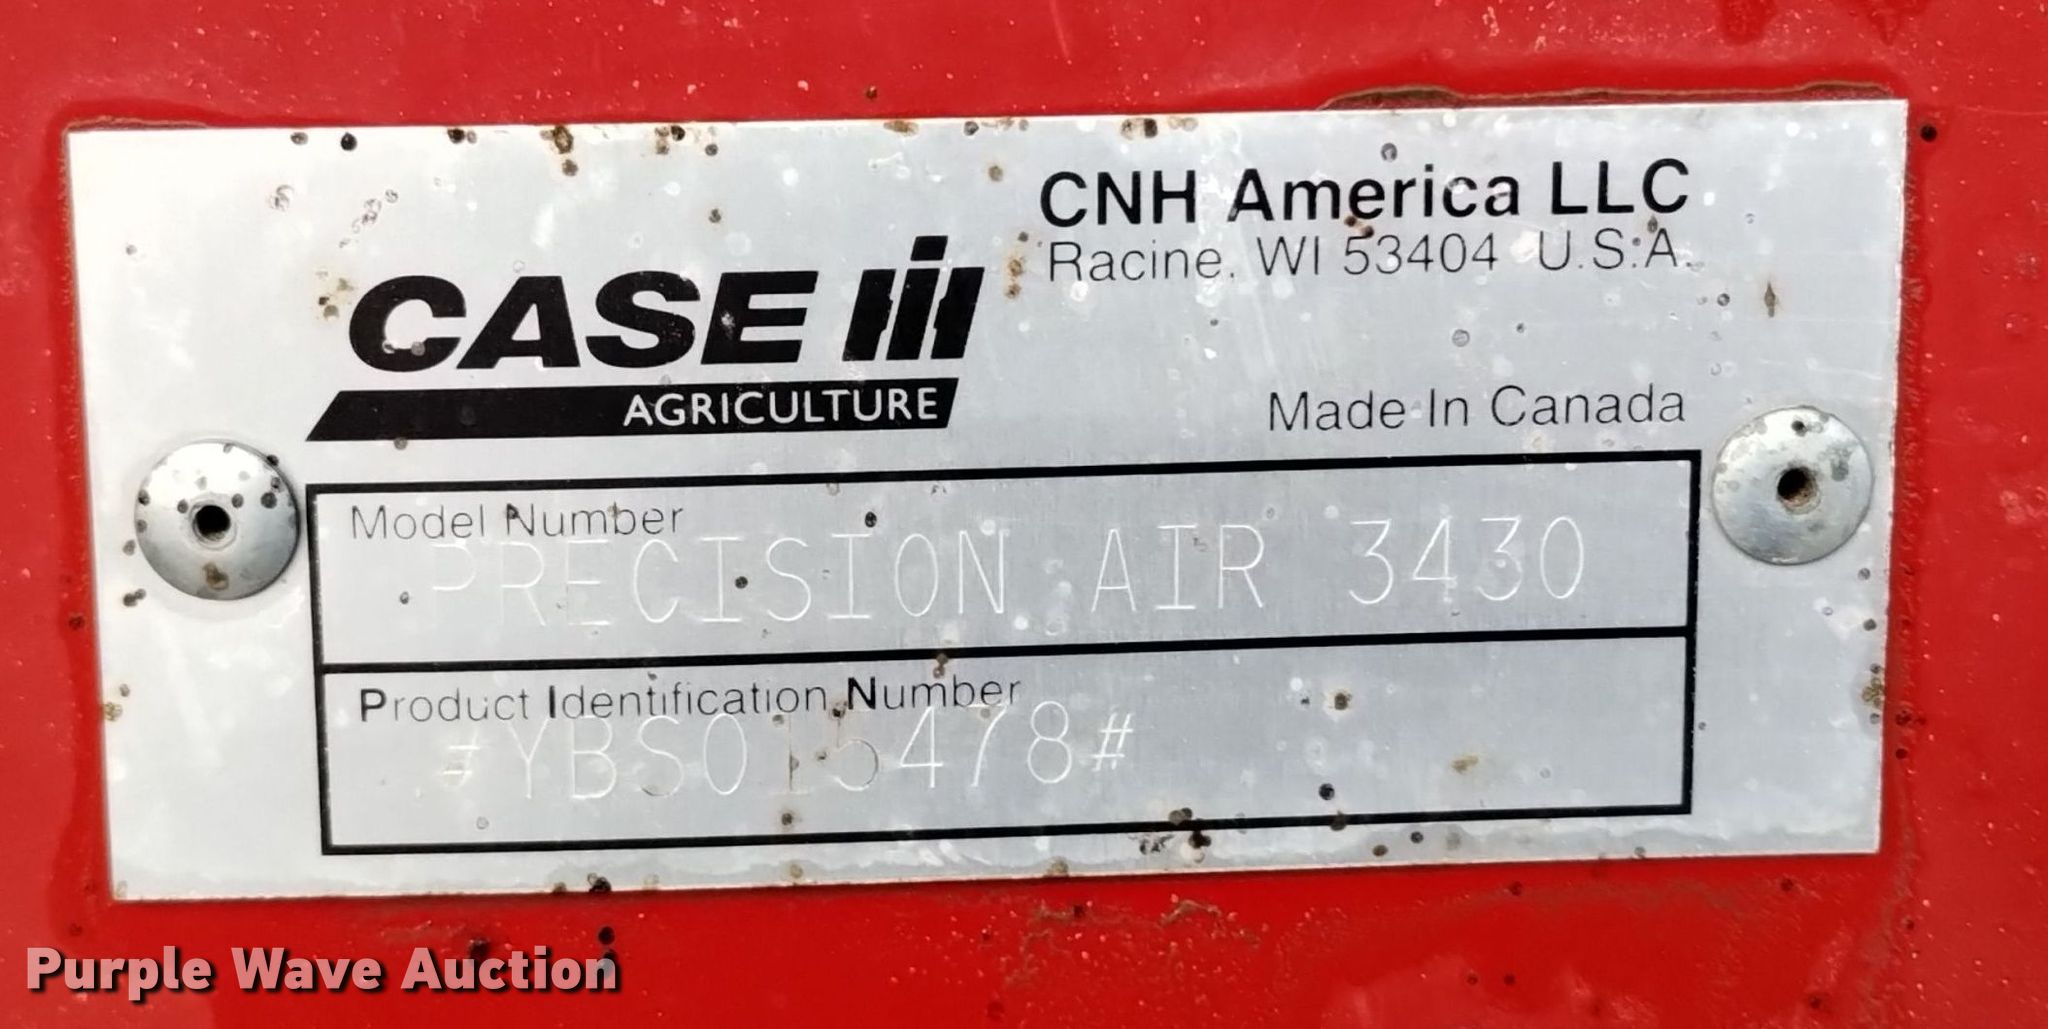 CNH America LLC
Racine, WI 53404 U.S.A.
CASE IH
AGRICULTURE
Made In Canada
Model Number
PRECISION AIR 3430
Product Identification Number
#YBS015478#
Purple Wave Auction